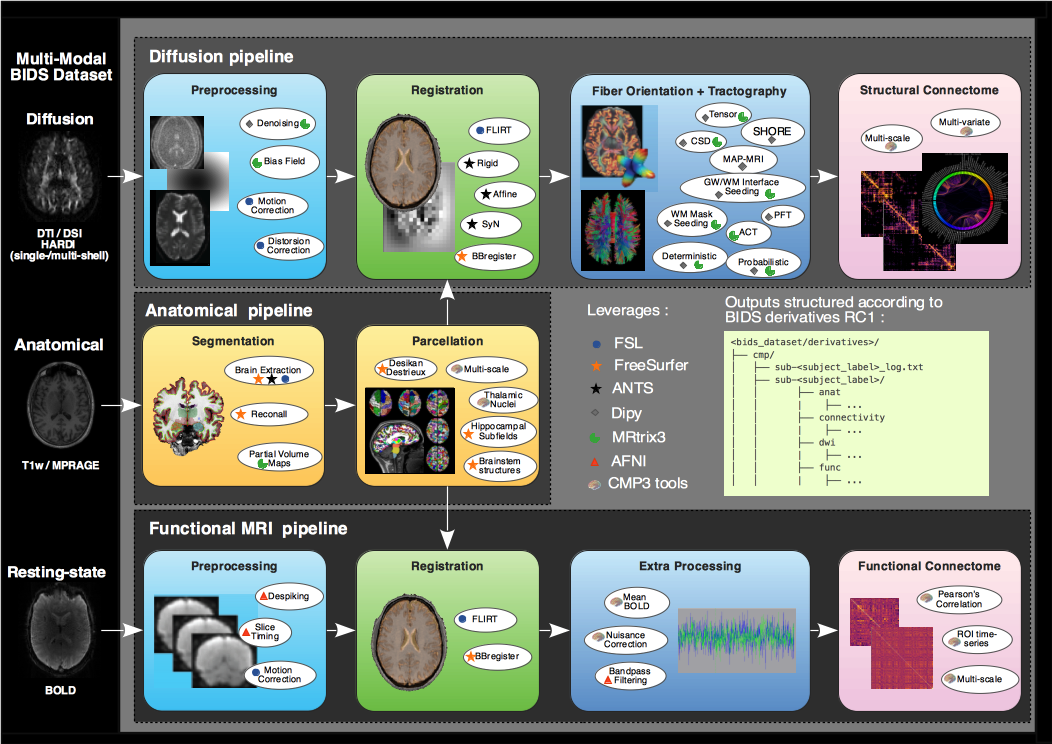 Multi-Modal
BIDS Dataset
Diffusion
DTI / DSI
HARDI
(single-/multi-shell)
Anatomical
T1w / MPRAGE
Resting-state
BOLD
Diffusion pipeline
Preprocessing
Denoising
Bias Field
Motion
Correction
Distorsion
Correction
Registration
FLIRT
Rigid
Affine
SyN
BBregister
Fiber Orientation + Tractography
Tensor
SHORE
CSD
MAP-MRI
GW/WM Interface
Seeding
WM Mask
Seeding
PFT
ACT
Deterministic
Probabilistic
Structural Connectome
Multi-variate
Multi-scale
Anatomical pipeline
Segmentation
Brain Extraction
Reconall
Partial Volume
Maps
Parcellation
Desikan
Destrieux
Multi-scale
Thalamic
Nuclei
Hippocampal
Subfields
Brainstem
structures
Leverages :
FSL
FreeSurfer
ANTS
Dipy
MRtrix3
AFNI
CMP3 tools
Outputs structured according to
BIDS derivatives RC1 :
<bids_dataset/derivatives>/
├── cmp/
├── sub-<subject_label>_log.txt
├── sub-<subject_label>/
├── anat
├── ...
├── connectivity
├── ...
├── dwi
├── ...
├── func
├── ...
Functional MRI pipeline
Preprocessing
Despiking
Slice
Timing
Motion
Correction
Registration
FLIRT
BBregister
Extra Processing
Mean
BOLD
Nuisance
Correction
Bandpass
Filtering
Functional Connectome
Pearson's
Correlation
ROI time-
series
Multi-scale